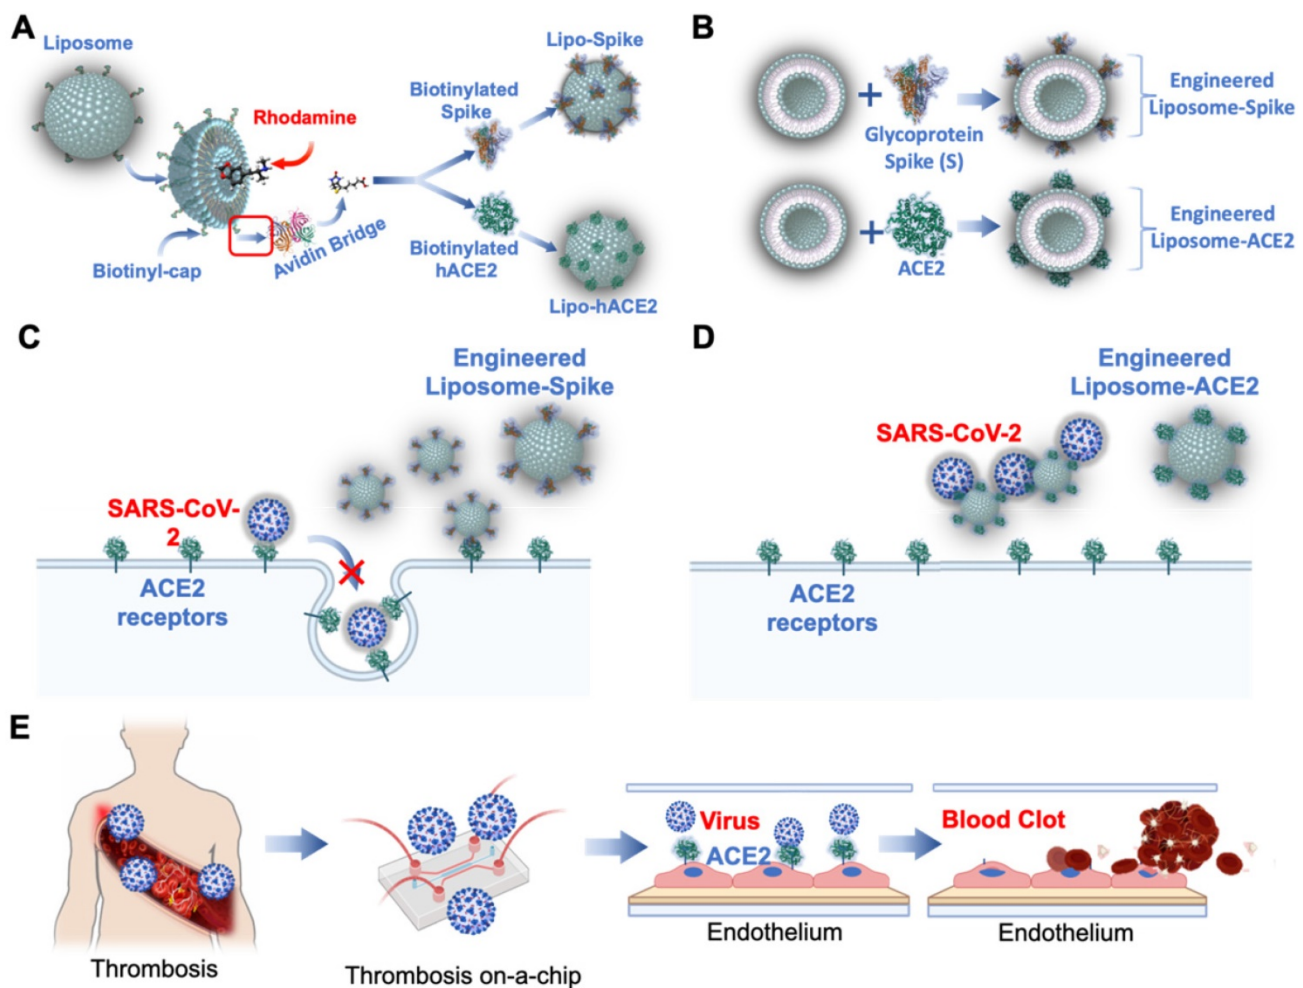 A
Liposome
Rhodamine
Biotinyl-cap
Avidin Bridge
Biotinylated
Spike
Biotinylated
hACE2
Lipo-Spike
Lipo-hACE2
B
Glycoprotein
Spike (S)
Engineered
Liposome-Spike
ACE2
Engineered
Liposome-ACE2
C
Engineered
Liposome-Spike
SARS-CoV-
2
ACE2
receptors
D
Engineered
Liposome-ACE2
SARS-CoV-2
ACE2
receptors
E
Thrombosis
Thrombosis on-a-chip
Virus
ACE2
Endothelium
Blood Clot
Endothelium